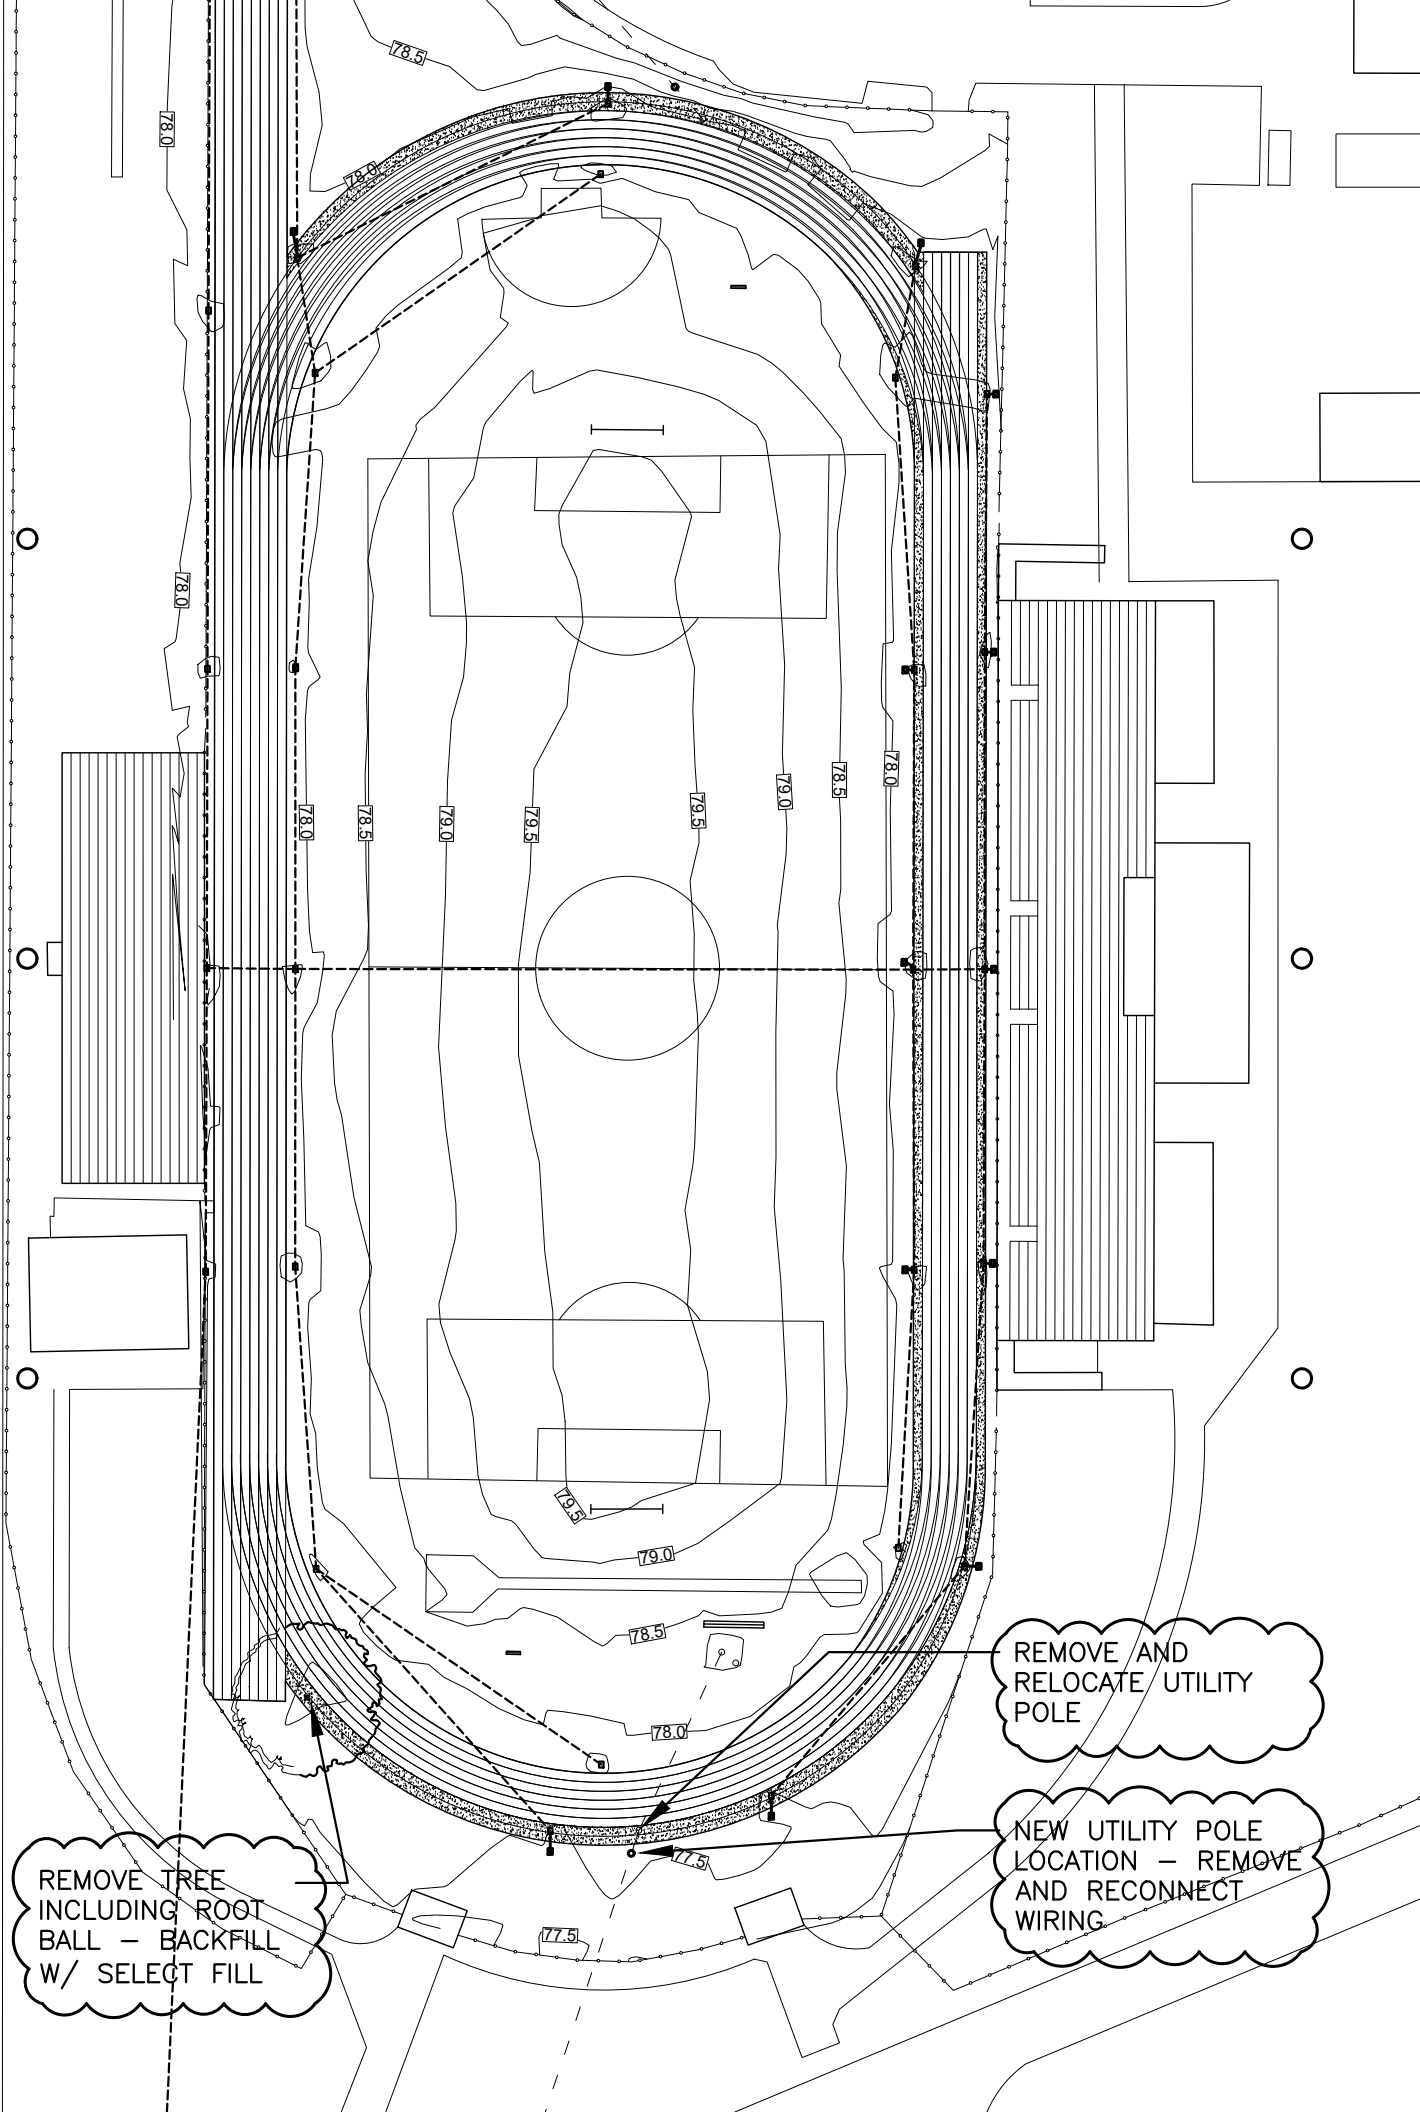 78.5
78.0
78.0
78.0
78.0
78.5
79.0
79.5
79.5
79.0
78.5
78.0
79.5
79.0
78.5
78.0
77.5
77.5
REMOVE AND
RELOCATE UTILITY
POLE
NEW UTILITY POLE
LOCATION – REMOVE
AND RECONNECT
WIRING
REMOVE TREE
INCLUDING ROOT
BALL – BACKFILL
W/ SELECT FILL